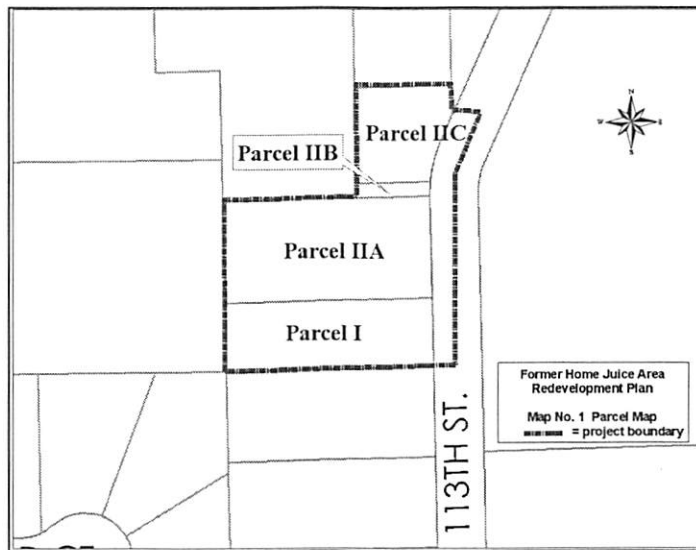 N
W E
S
Parcel IIC
Parcel IIB
Parcel IIA
Parcel I
113TH ST.
Former Home Juice Area
Redevelopment Plan
Map No. 1 Parcel Map
= project boundary